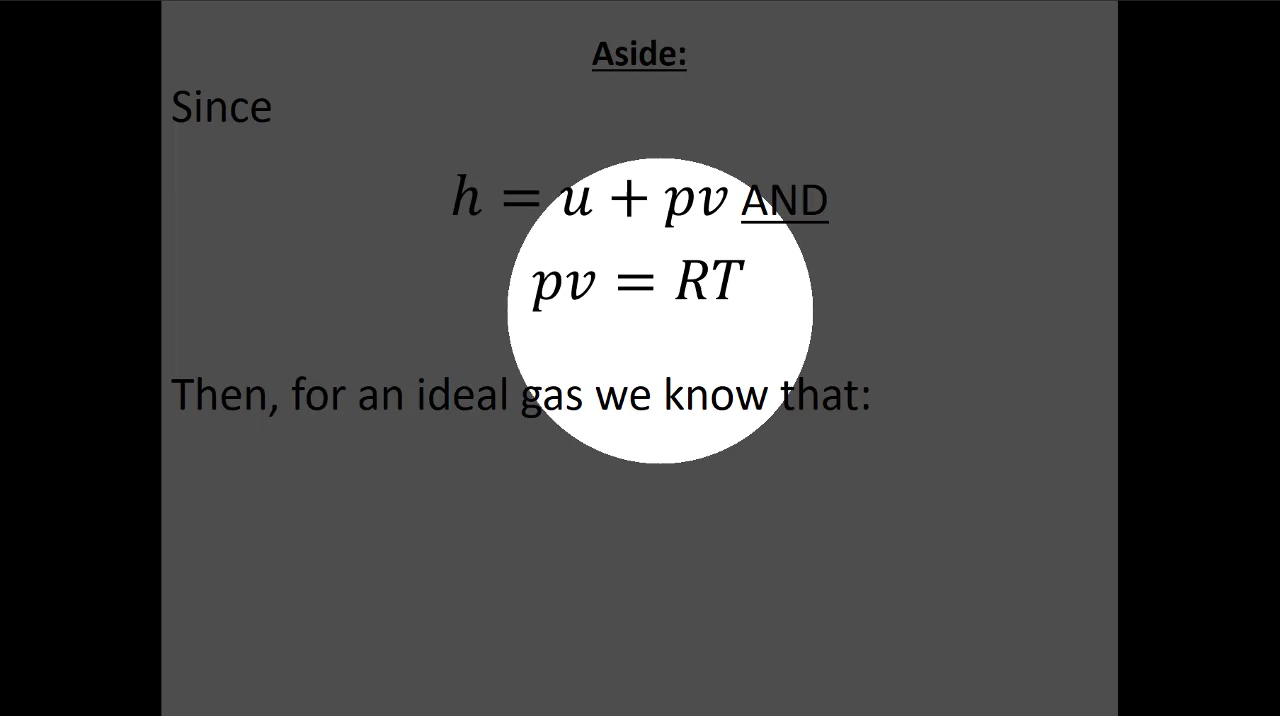 Aside:
Since
h = u + pv AND
pv = RT
Then, for an ideal gas we know that: